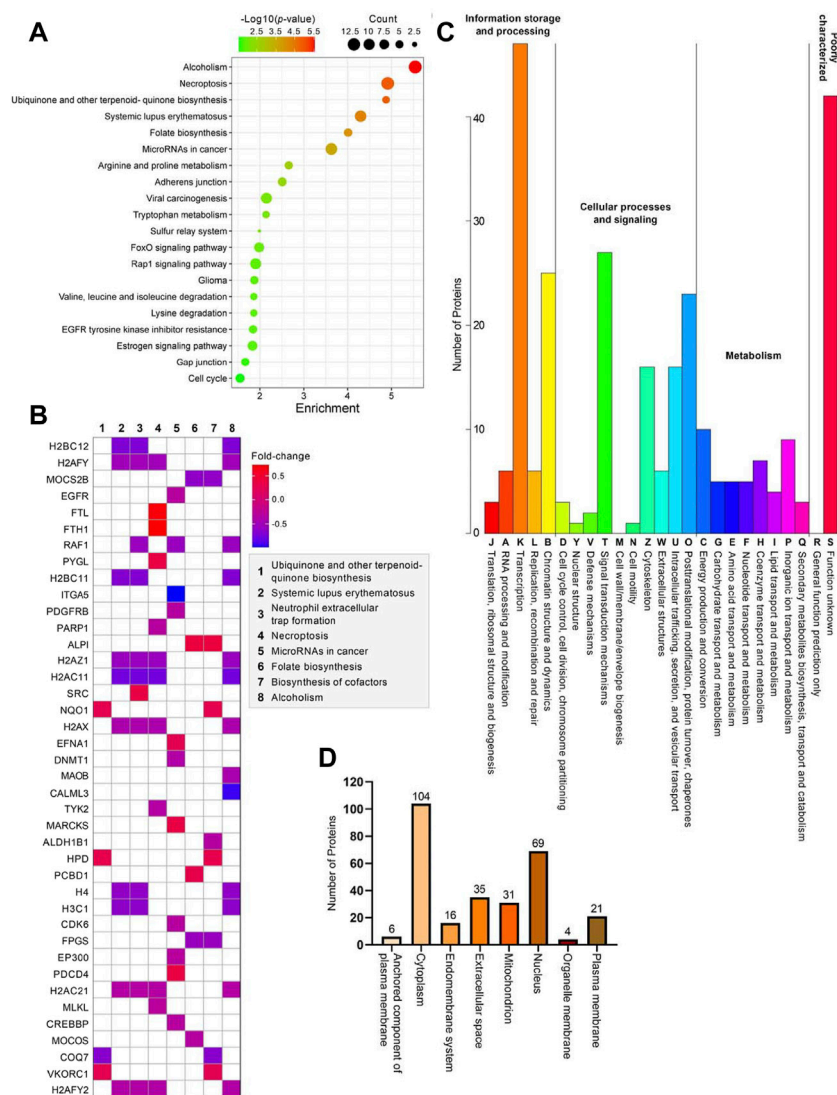 A
-Log10(p-value)
2.5 3.5 4.5 5.5
Count
12.5 10 7.5 5 2.5
Alcoholism
Necroptosis
Ubiquinone and other terpenoid- quinone biosynthesis
Systemic lupus erythematosus
Folate biosynthesis
MicroRNAs in cancer
Arginine and proline metabolism
Adherens junction
Viral carcinogenesis
Tryptophan metabolism
Sulfur relay system
FoxO signaling pathway
Rap1 signaling pathway
Glioma
Valine, leucine and isoleucine degradation
Lysine degradation
EGFR tyrosine kinase inhibitor resistance
Estrogen signaling pathway
Gap junction
Cell cycle
2 3 4 5
Enrichment
B
1 2 3 4 5 6 7 8
H2BC12
H2AFY
MOCS2B
EGFR
FTL
FTH1
RAF1
PYGL
H2BC11
ITGA5
PDGFRB
PARP1
ALPI
H2AZ1
H2AC11
SRC
NQO1
H2AX
EFNA1
DNMT1
MAOB
CALML3
TYK2
MARCKS
ALDH1B1
HPD
PCBD1
H4
H3C1
CDK6
FPGS
EP300
PDCD4
H2AC21
MLKL
CREBBP
MOCOS
COQ7
VKORC1
H2AFY2
Fold-change
0.5
0
-0.5
1 Ubiquinone and other terpenoid-
quinone biosynthesis
2 Systemic lupus erythematosus
3 Neutrophil extracellular
trap formation
4 Necroptosis
5 MicroRNAs in cancer
6 Folate biosynthesis
7 Biosynthesis of cofactors
8 Alcoholism
C
Information storage
and processing
Cellular processes
and signaling
Metabolism
Poorly
characterized
Number of Proteins
40
30
20
10
0
J Translation, ribosomal structure and biogenesis
A RNA processing and modification
K Transcription
L Replication, recombination and repair
B Chromatin structure and dynamics
D Cell cycle control, cell division, chromosome partitioning
Y Nuclear structure
V Defense mechanisms
T Signal transduction mechanisms
M Cell wall/membrane/envelope biogenesis
N Cell motility
Z Cytoskeleton
W Extracellular structures
U Intracellular trafficking, secretion, and vesicular transport
O Posttranslational modification, protein turnover, chaperones
C Energy production and conversion
G Carbohydrate transport and metabolism
E Amino acid transport and metabolism
F Nucleotide transport and metabolism
H Coenzyme transport and metabolism
I Lipid transport and metabolism
P Inorganic ion transport and metabolism
Q Secondary metabolites biosynthesis, transport and catabolism
R General function prediction only
S Function unknown
D
Number of Proteins
120
100
80
60
40
20
0
6
104
16
35
31
69
4
21
Anchored component of
plasma membrane
Cytoplasm
Endomembrane system
Extracellular space
Mitochondrion
Nucleus
Organelle membrane
Plasma membrane